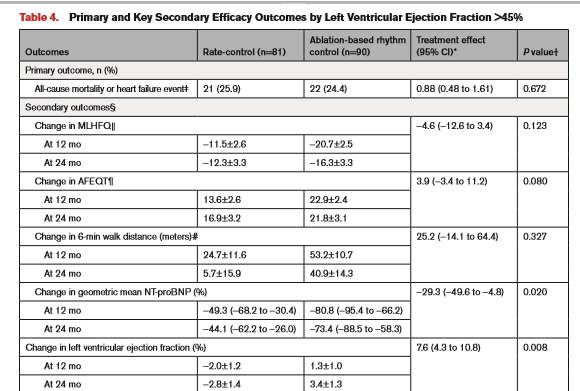 Table 4. Primary and Key Secondary Efficacy Outcomes by Left Ventricular Ejection Fraction >45%
Outcomes Rate-control (n=81) Ablation-based rhythm control (n=90) Treatment effect (95% CI)* P value†
Primary outcome, n (%)
All-cause mortality or heart failure event‡ 21 (25.9) 22 (24.4) 0.88 (0.48 to 1.61) 0.672
Secondary outcomes§
Change in MLHFQ‖ −4.6 (−12.6 to 3.4) 0.123
At 12 mo −11.5±2.6 −20.7±2.5
At 24 mo −12.3±3.3 −16.3±3.3
Change in AFEQT¶ 3.9 (−3.4 to 11.2) 0.080
At 12 mo 13.6±2.6 22.9±2.4
At 24 mo 16.9±3.2 21.8±3.1
Change in 6-min walk distance (meters)# 25.2 (−14.1 to 64.4) 0.327
At 12 mo 24.7±11.6 53.2±10.7
At 24 mo 5.7±15.9 40.9±14.3
Change in geometric mean NT-proBNP (%) −29.3 (−49.6 to −4.8) 0.020
At 12 mo −49.3 (−68.2 to −30.4) −80.8 (−95.4 to −66.2)
At 24 mo −44.1 (−62.2 to −26.0) −73.4 (−88.5 to −58.3)
Change in left ventricular ejection fraction (%) 7.6 (4.3 to 10.8) 0.008
At 12 mo −2.0±1.2 1.3±1.0
At 24 mo −2.8±1.4 3.4±1.3